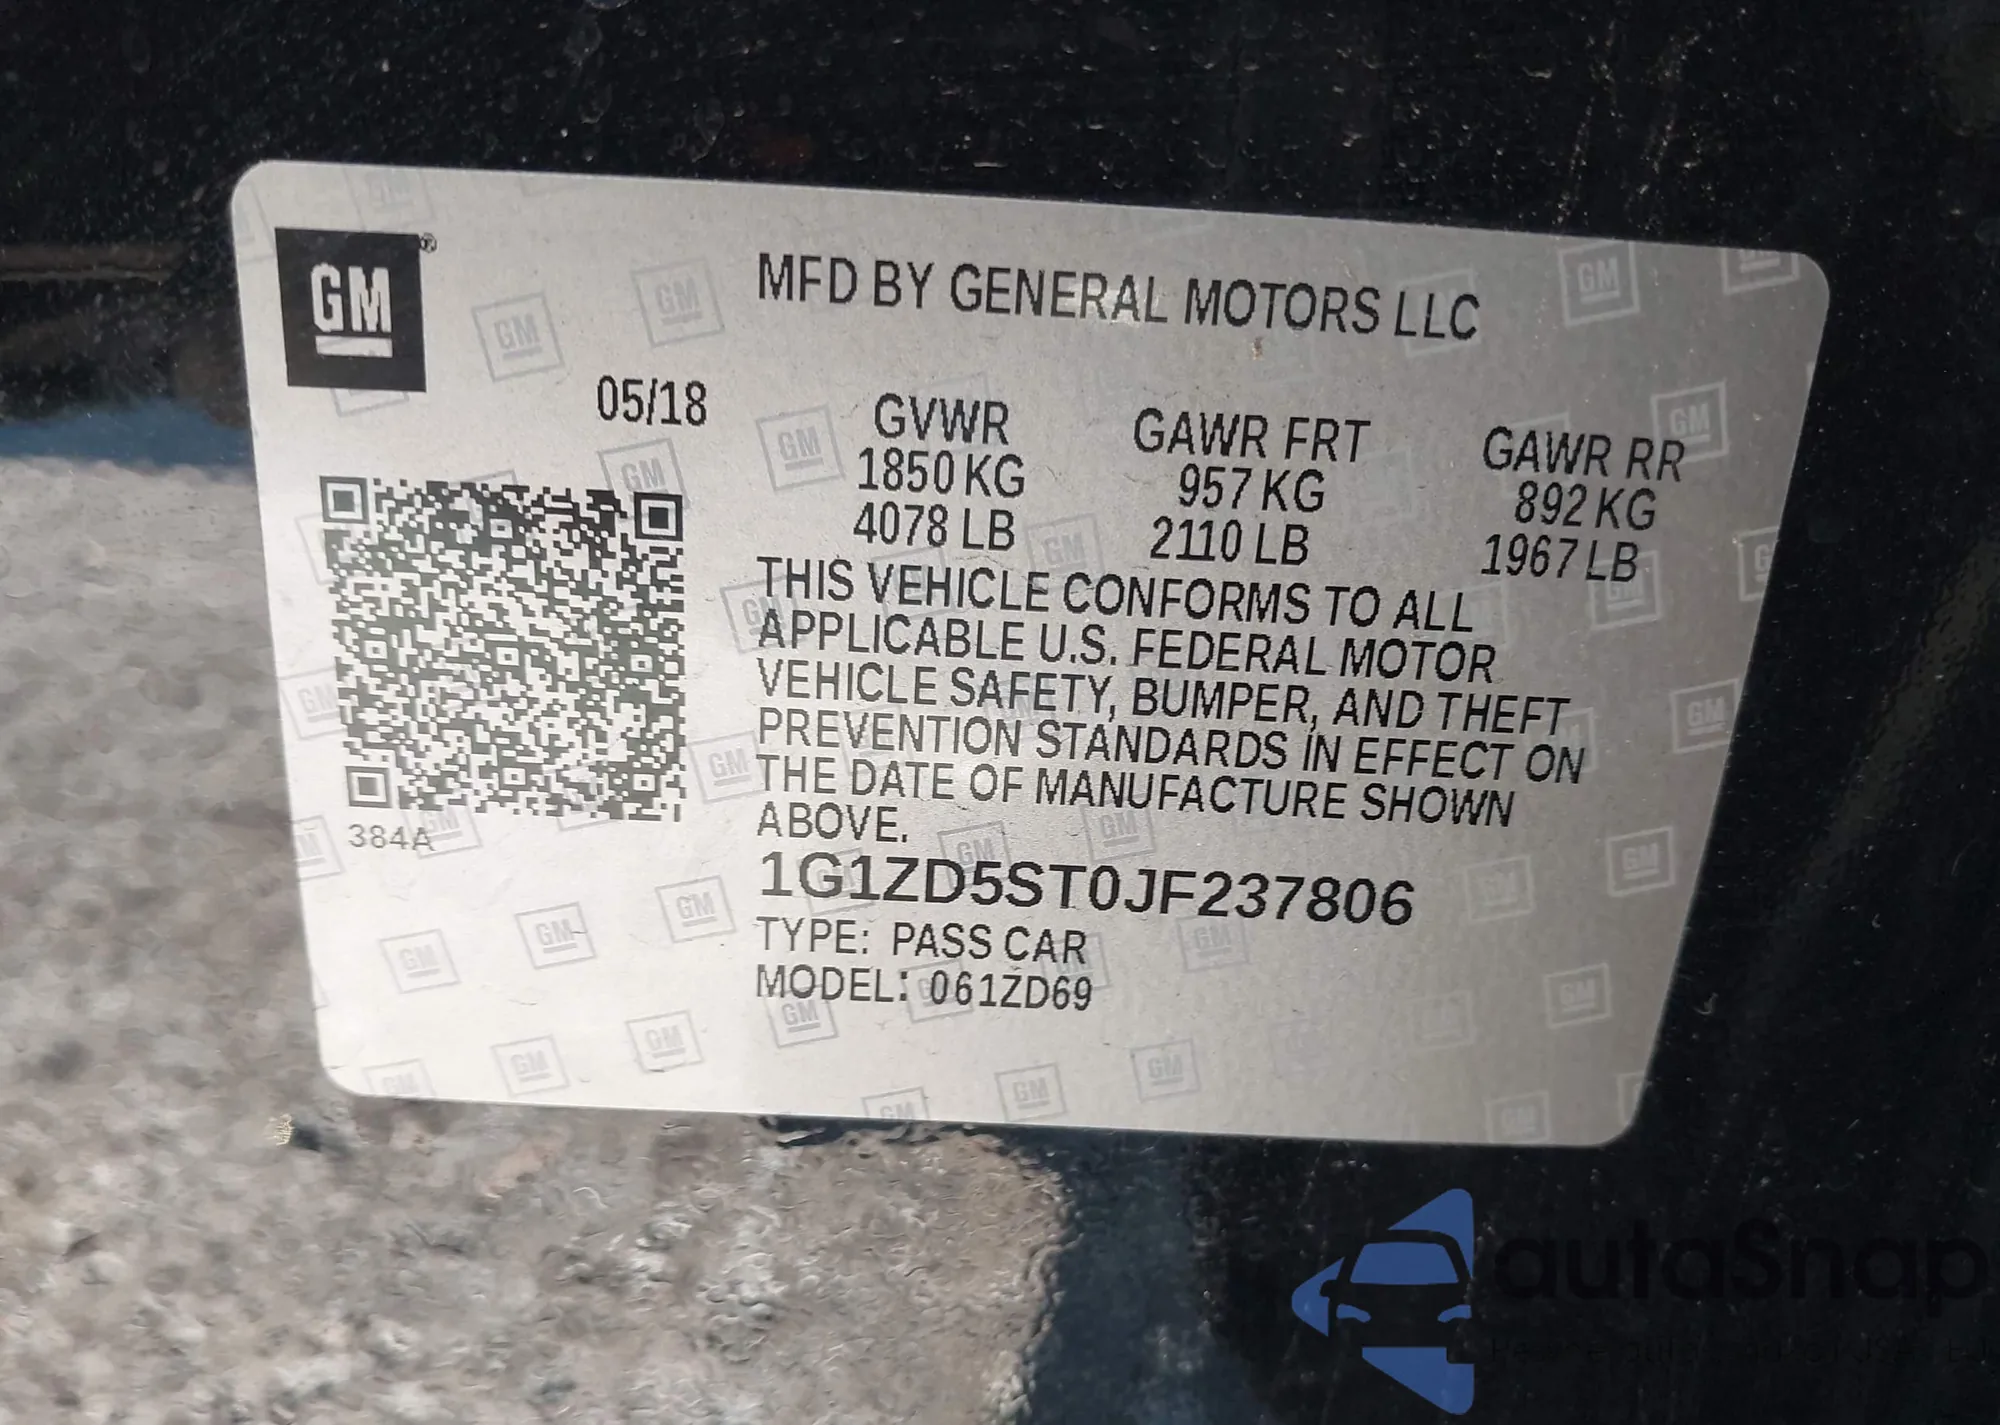 GM®
MFD BY GENERAL MOTORS LLC
05/18
GVWR GAWR FRT GAWR RR
1850 KG 957 KG 892 KG
4078 LB 2110 LB 1967 LB
THIS VEHICLE CONFORMS TO ALL
APPLICABLE U.S. FEDERAL MOTOR
VEHICLE SAFETY, BUMPER, AND THEFT
PREVENTION STANDARDS IN EFFECT ON
THE DATE OF MANUFACTURE SHOWN
ABOVE.
384A
1G1ZD5ST0JF237806
TYPE: PASS CAR
MODEL: 061ZD69
autaSnap